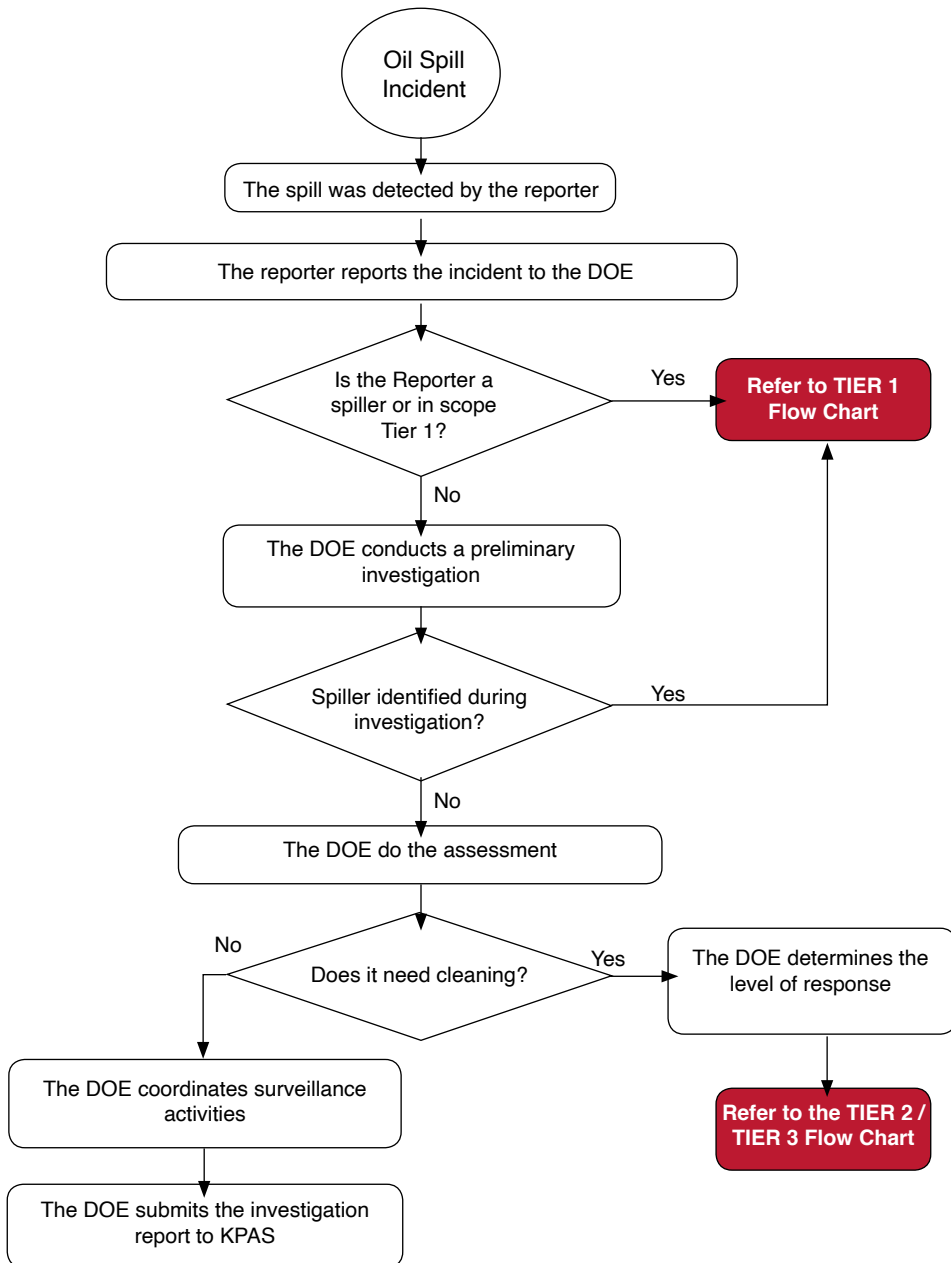 Oil Spill
Incident
The spill was detected by the reporter
The reporter reports the incident to the DOE
Is the Reporter a
spiller or in scope
Tier 1?
Yes
Refer to TIER 1
Flow Chart
No
The DOE conducts a preliminary
investigation
Spiller identified during
investigation?
Yes
No
The DOE do the assessment
Does it need cleaning?
No
Yes
The DOE determines the
level of response
The DOE coordinates surveillance
activities
Refer to the TIER 2 /
TIER 3 Flow Chart
The DOE submits the investigation
report to KPAS